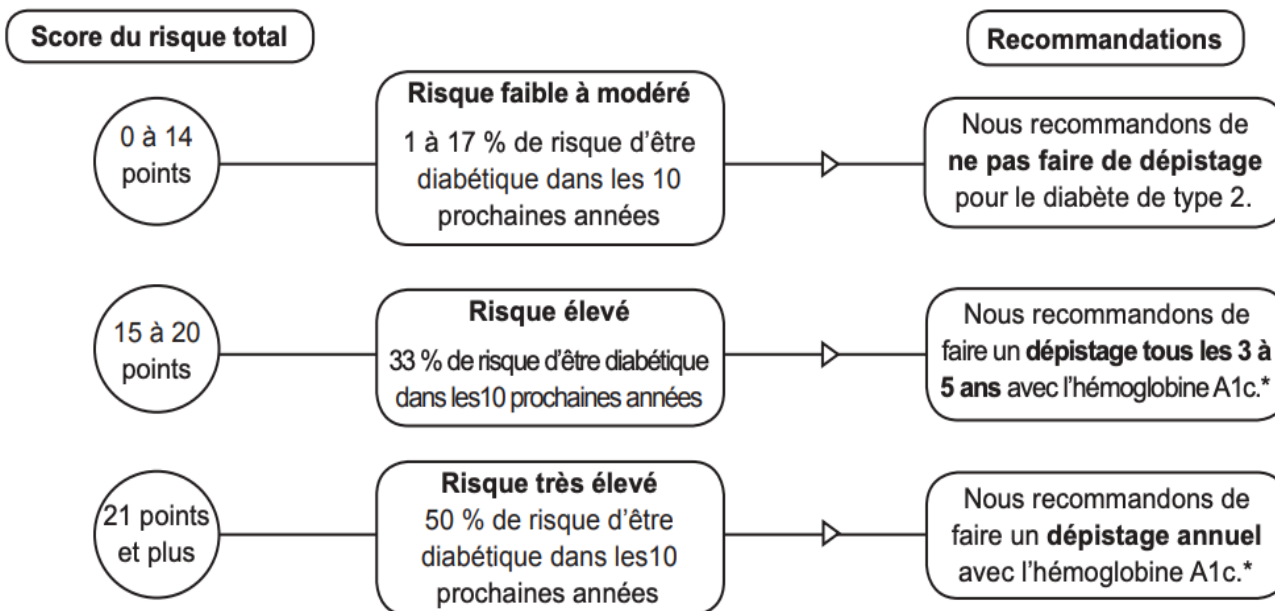 Score du risque total
Recommandations
0 à 14
points
Risque faible à modéré
1 à 17 % de risque d'être
diabétique dans les 10
prochaines années
Nous recommandons de
ne pas faire de dépistage
pour le diabète de type 2.
15 à 20
points
Risque élevé
33 % de risque d'être diabétique
dans les10 prochaines années
Nous recommandons de
faire un dépistage tous les 3 à
5 ans avec l'hémoglobine A1c.*
21 points
et plus
Risque très élevé
50 % de risque d'être
diabétique dans les10
prochaines années
Nous recommandons de
faire un dépistage annuel
avec l'hémoglobine A1c.*